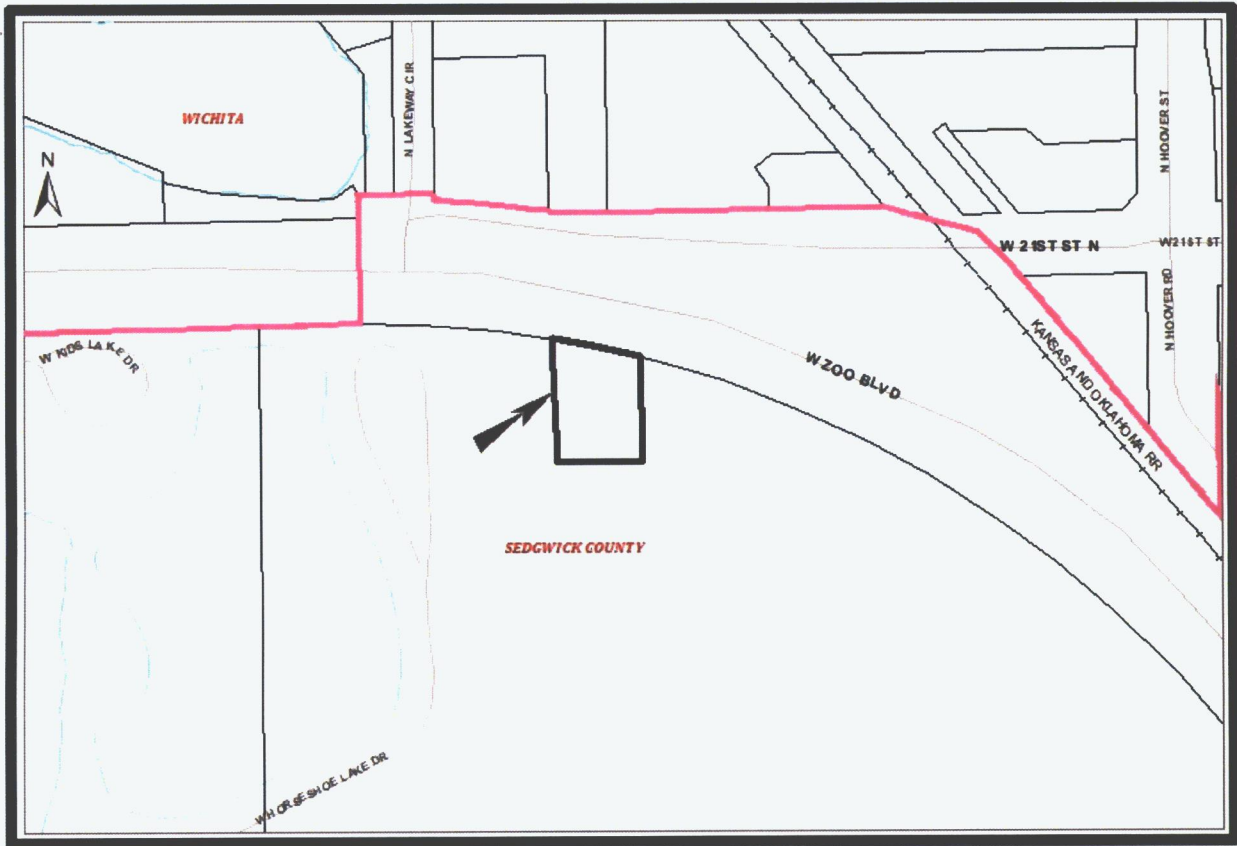 WICHITA
N
N LAKEWAY CIR
N HOOVER ST
W 21ST ST N
W 21ST ST
N HOOVER RD
W KIDS LAKE DR
W ZOO BLVD
KANSAS AND OKLAHOMA RR
SEDGWICK COUNTY
W HORSESHOE LAKE DR